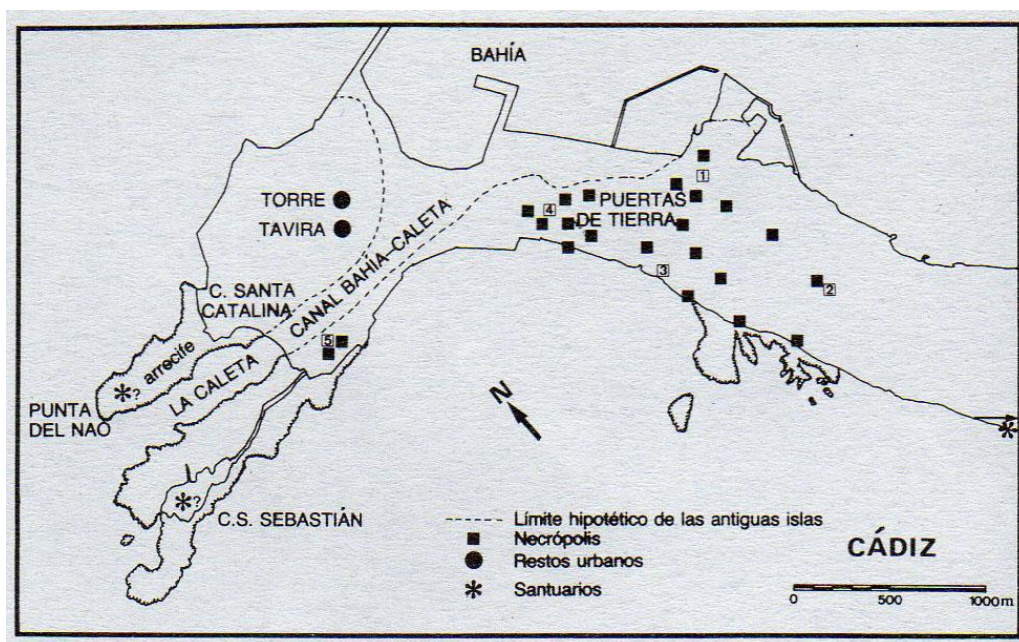 BAHÍA
TORRE
TAVIRA
CANAL BAHÍA-CALETA
PUERTAS
DE TIERRA
1
2
3
4
5
C. SANTA
CATALINA
arrecife
?
LA CALETA
PUNTA
DEL NAO
?
C.S. SEBASTIÁN
N
Límite hipotético de las antiguas islas
Necrópolis
Restos urbanos
Santuarios
CÁDIZ
0 500 1000 m.